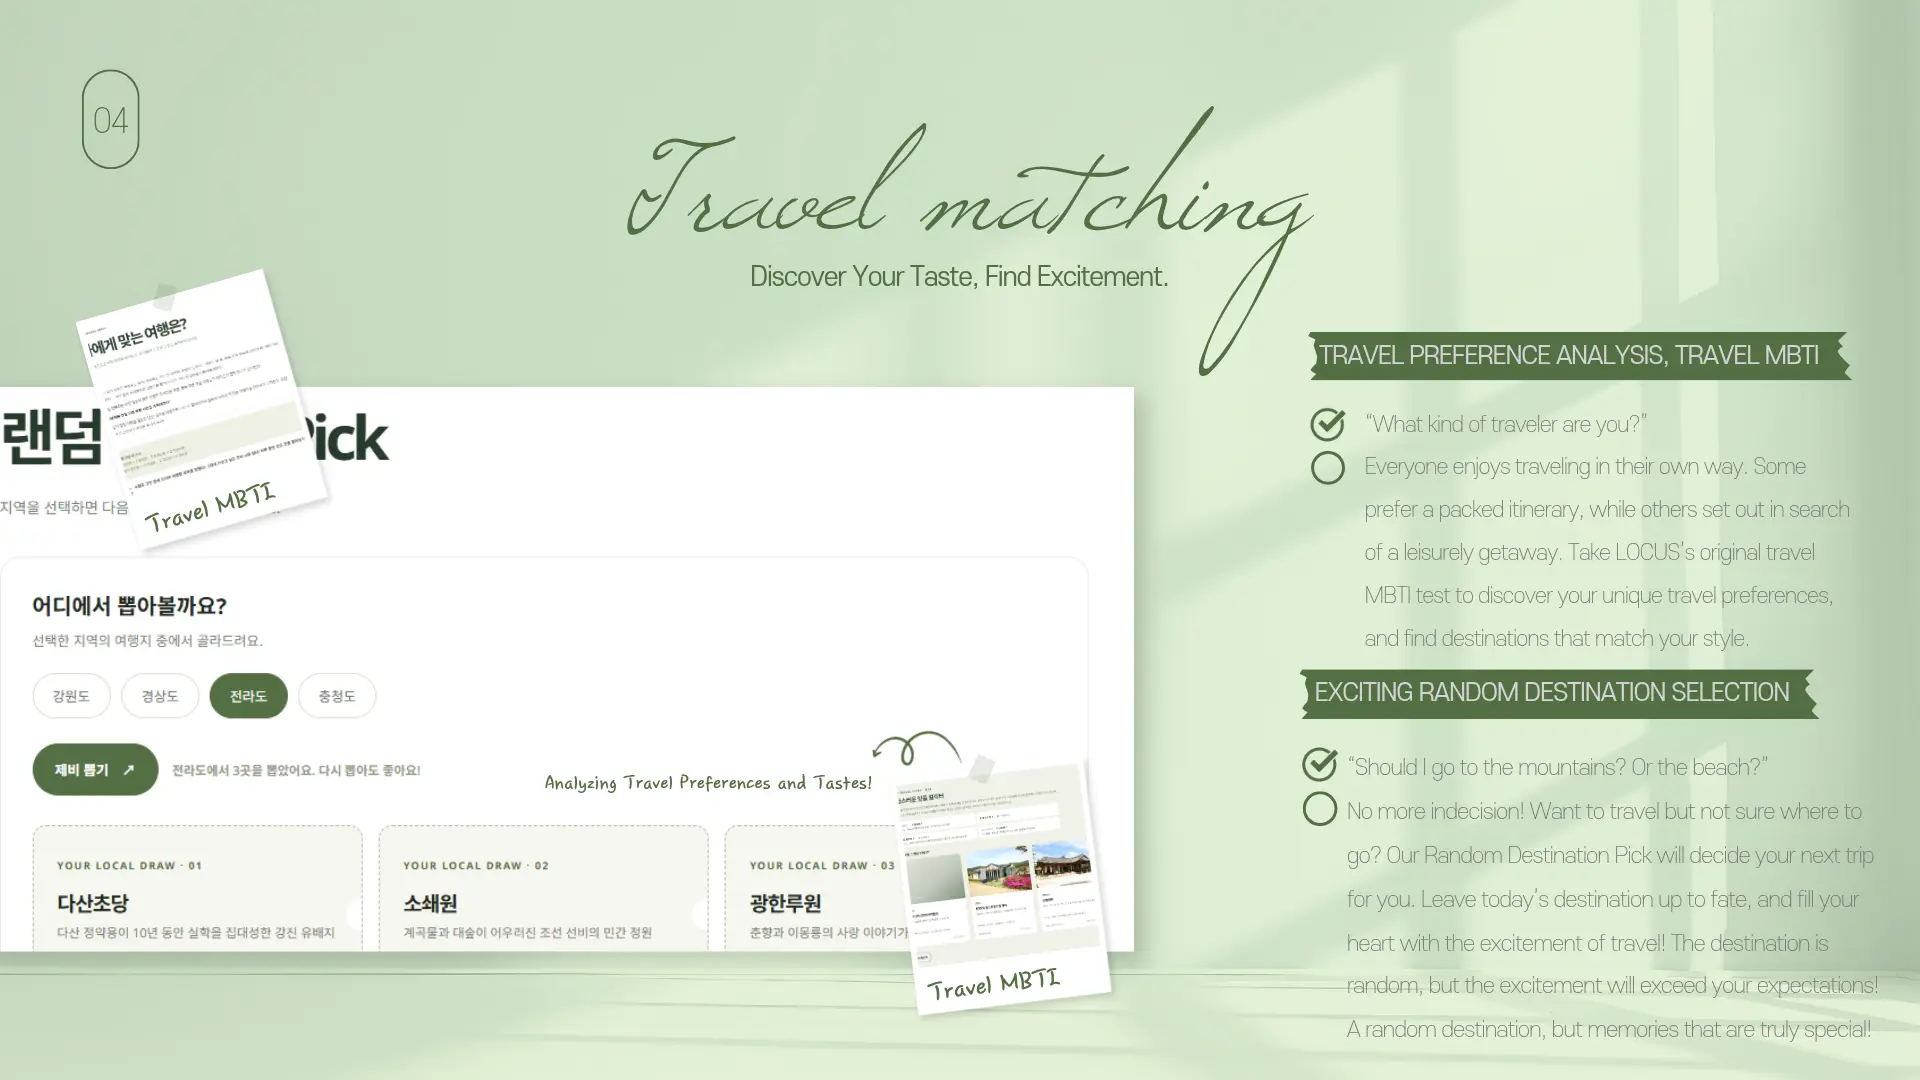 04
Travel matching
Discover Your Taste, Find Excitement.
에게 맞는 여행은?
Travel MBTI
랜덤 Pick
지역을 선택하면 다음
어디에서 뽑아볼까요?
선택한 지역의 여행지 중에서 골라드려요.
강원도 경상도 전라도 충청도
제비 뽑기 ↗ 전라도에서 3곳을 뽑았어요. 다시 뽑아도 좋아요!
Analyzing Travel Preferences and Tastes!
YOUR LOCAL DRAW · 01
다산초당
다산 정약용이 10년 동안 실학을 집대성한 강진 유배지
YOUR LOCAL DRAW · 02
소쇄원
계곡물과 대숲이 어우러진 조선 선비의 민간 정원
YOUR LOCAL DRAW · 03
광한루원
춘향과 이몽룡의 사랑 이야기가
Travel MBTI
TRAVEL PREFERENCE ANALYSIS, TRAVEL MBTI
“What kind of traveler are you?”
Everyone enjoys traveling in their own way. Some
prefer a packed itinerary, while others set out in search
of a leisurely getaway. Take LOCUS's original travel
MBTI test to discover your unique travel preferences,
and find destinations that match your style.
EXCITING RANDOM DESTINATION SELECTION
“Should I go to the mountains? Or the beach?”
No more indecision! Want to travel but not sure where to
go? Our Random Destination Pick will decide your next trip
for you. Leave today's destination up to fate, and fill your
heart with the excitement of travel! The destination is
random, but the excitement will exceed your expectations!
A random destination, but memories that are truly special!